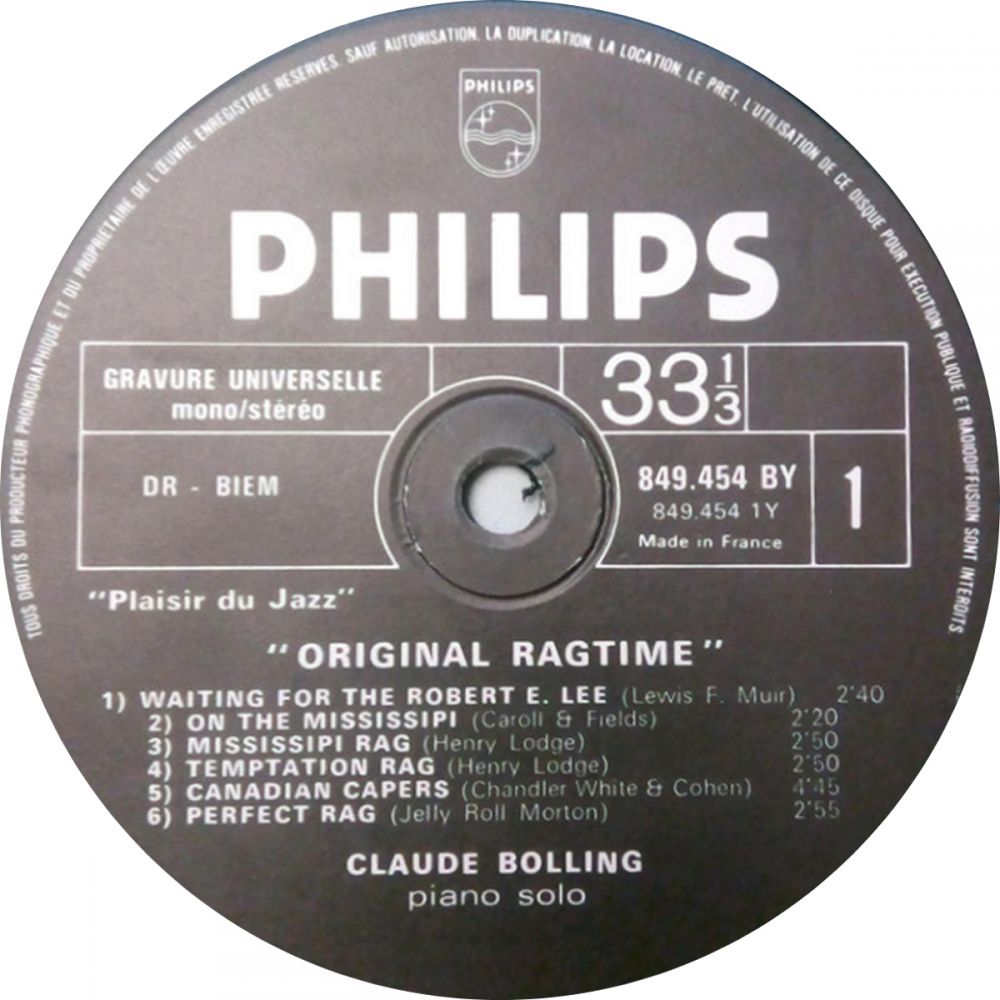 TOUS DROITS DU PRODUCTEUR PHONOGRAPHIQUE ET DU PROPRIETAIRE DE L'ŒUVRE ENREGISTREE RESERVES. SAUF AUTORISATION, LA DUPLICATION, LA LOCATION, LE PRET, L'UTILISATION DE CE DISQUE POUR EXECUTION PUBLIQUE ET RADIODIFFUSION SONT INTERDITS
PHILIPS
PHILIPS
GRAVURE UNIVERSELLE
mono/stéréo
33 1/3
DR - BIEM
849.454 BY
849.454 1Y
Made in France
1
"Plaisir du Jazz"
"ORIGINAL RAGTIME"
1) WAITING FOR THE ROBERT E. LEE (Lewis F. Muir) 2'40
2) ON THE MISSISSIPI (Caroll & Fields) 2'20
3) MISSISSIPI RAG (Henry Lodge) 2'50
4) TEMPTATION RAG (Henry Lodge) 2'50
5) CANADIAN CAPERS (Chandler White & Cohen) 4'45
6) PERFECT RAG (Jelly Roll Morton) 2'55
CLAUDE BOLLING
piano solo